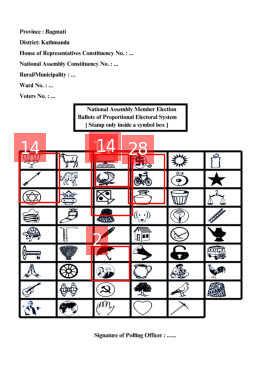 Province : Bagmati
District: Kathmandu
House of Representatives Constituency No. : ...
National Assembly Constituency No. : ...
Rural/Municipality : ...
Ward No. : ...
Voters No. : ...
National Assembly Member Election
Ballots of Proportional Electoral System
[ Stamp only inside a symbol box ]
14 14 28
2
Signature of Polling Officer : ......